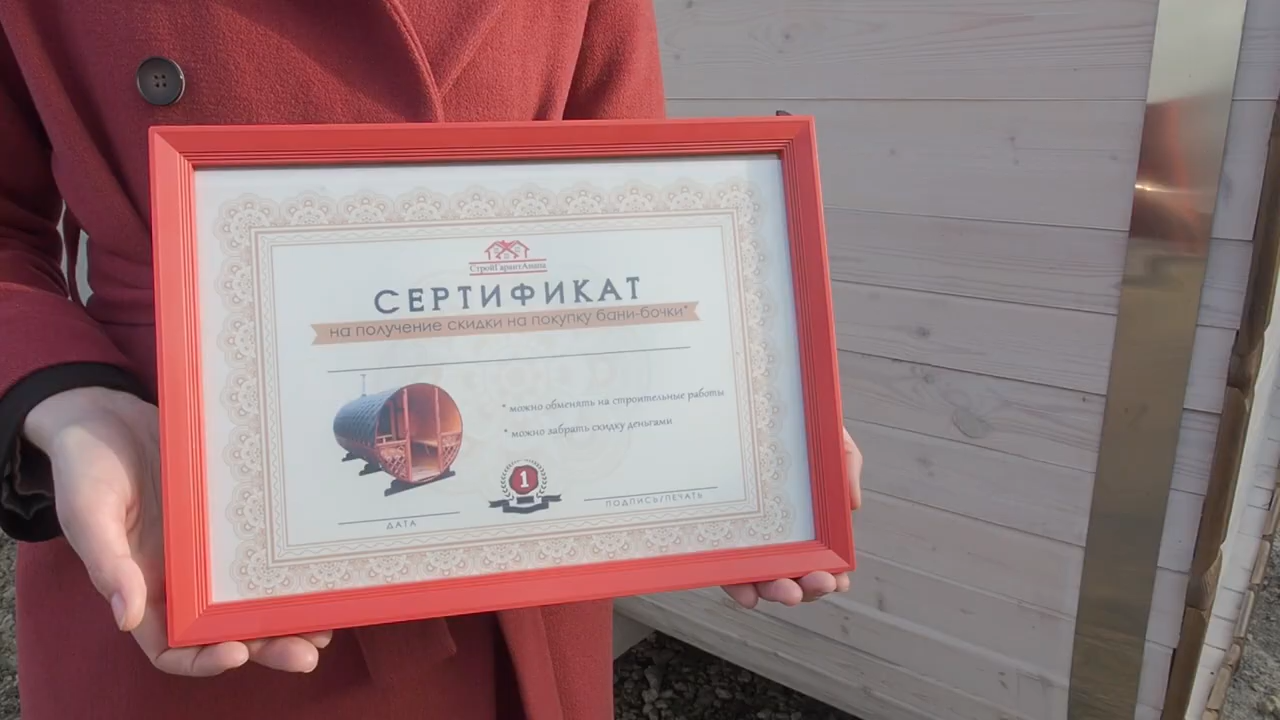 СтройГарантАнапа
СЕРТИФИКАТ
на получение скидки на покупку бани-бочки*
* можно обменять на строительные работы
* можно забрать скидку деньгами
1
ДАТА
ПОДПИСЬ/ПЕЧАТЬ